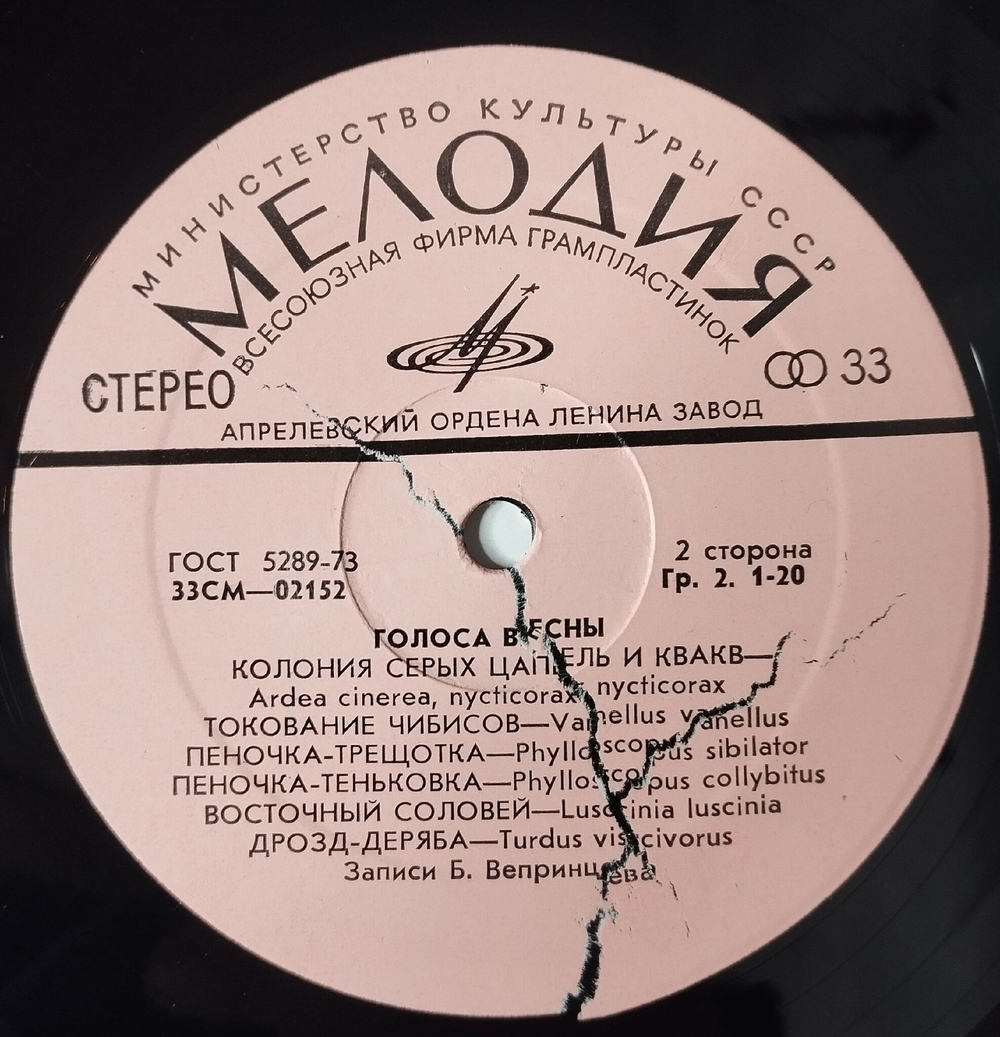 МИНИСТЕРСТВО КУЛЬТУРЫ СССР
МЕЛОДИЯ
ВСЕСОЮЗНАЯ ФИРМА ГРАМПЛАСТИНОК
СТЕРЕО
33
АПРЕЛЕВСКИЙ ОРДЕНА ЛЕНИНА ЗАВОД
ГОСТ 5289-73
33СМ—02152
2 сторона
Гр. 2. 1-20
ГОЛОСА ВЕСНЫ
КОЛОНИЯ СЕРЫХ ЦАПЕЛЬ И КВАКВ—
Ardea cinerea, nycticorax nycticorax
ТОКОВАНИЕ ЧИБИСОВ—Vanellus vanellus
ПЕНОЧКА-ТРЕЩОТКА—Phylloscopus sibilator
ПЕНОЧКА-ТЕНЬКОВКА—Phylloscopus collybitus
ВОСТОЧНЫЙ СОЛОВЕЙ—Luscinia luscinia
ДРОЗД-ДЕРЯБА—Turdus viscivorus
Записи Б. Вепринцева